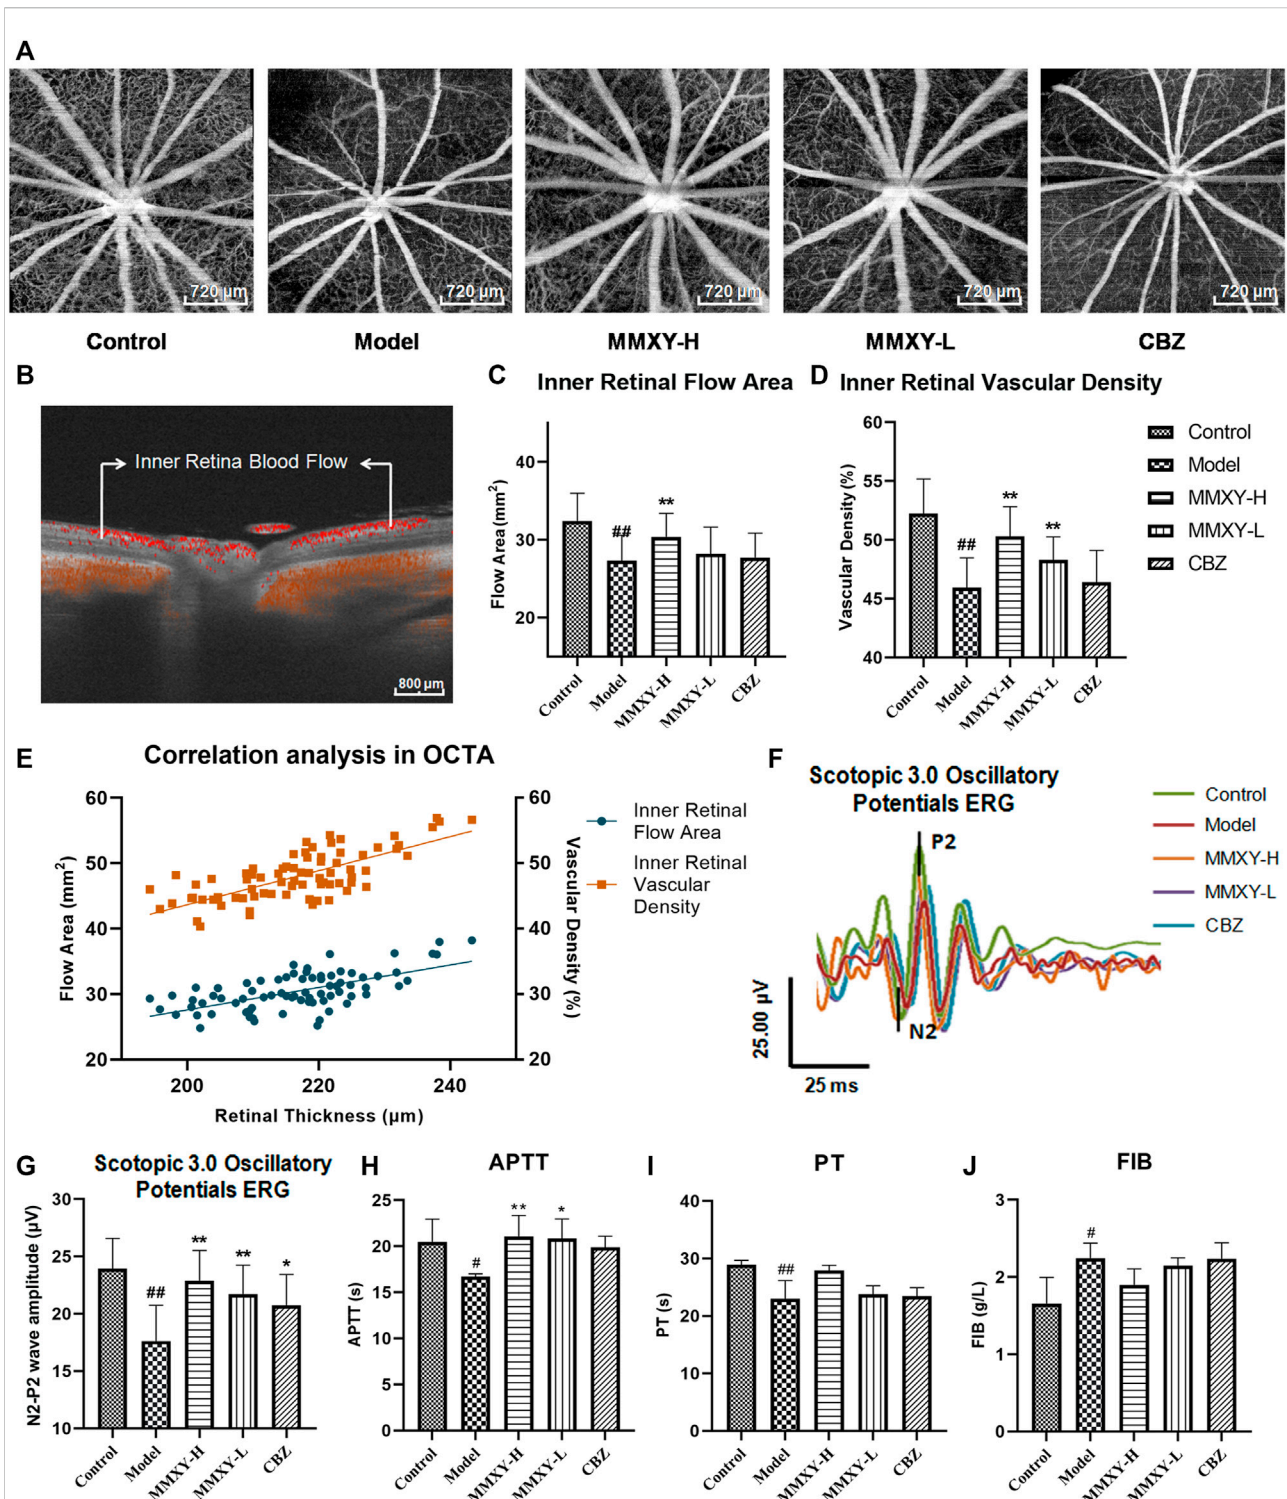 A
720 µm
720 µm
720 µm
720 µm
720 µm
Control
Model
MMXY-H
MMXY-L
CBZ
B
Inner Retina Blood Flow
800 µm
C
Inner Retinal Flow Area
Flow Area (mm²)
40
30
20
##
**
Control
Model
MMXY-H
MMXY-L
CBZ
D
Inner Retinal Vascular Density
Vascular Density (%)
60
55
50
45
40
##
**
**
Control
Model
MMXY-H
MMXY-L
CBZ
Control
Model
MMXY-H
MMXY-L
CBZ
E
Correlation analysis in OCTA
Flow Area (mm²)
60
50
40
30
20
200
220
240
Retinal Thickness (µm)
60
50
40
30
20
Vascular Density (%)
Inner Retinal
Flow Area
Inner Retinal
Vascular
Density
F
Scotopic 3.0 Oscillatory
Potentials ERG
P2
N2
25.00 µV
25 ms
Control
Model
MMXY-H
MMXY-L
CBZ
G
Scotopic 3.0 Oscillatory
Potentials ERG
N2-P2 wave amplitude (µV)
30
25
20
15
10
##
**
**
*
Control
Model
MMXY-H
MMXY-L
CBZ
H
APTT
APTT (s)
25
20
15
10
5
0
#
**
*
Control
Model
MMXY-H
MMXY-L
CBZ
I
PT
PT (s)
40
30
20
10
0
##
Control
Model
MMXY-H
MMXY-L
CBZ
J
FIB
FIB (g/L)
3
2
1
0
#
Control
Model
MMXY-H
MMXY-L
CBZ